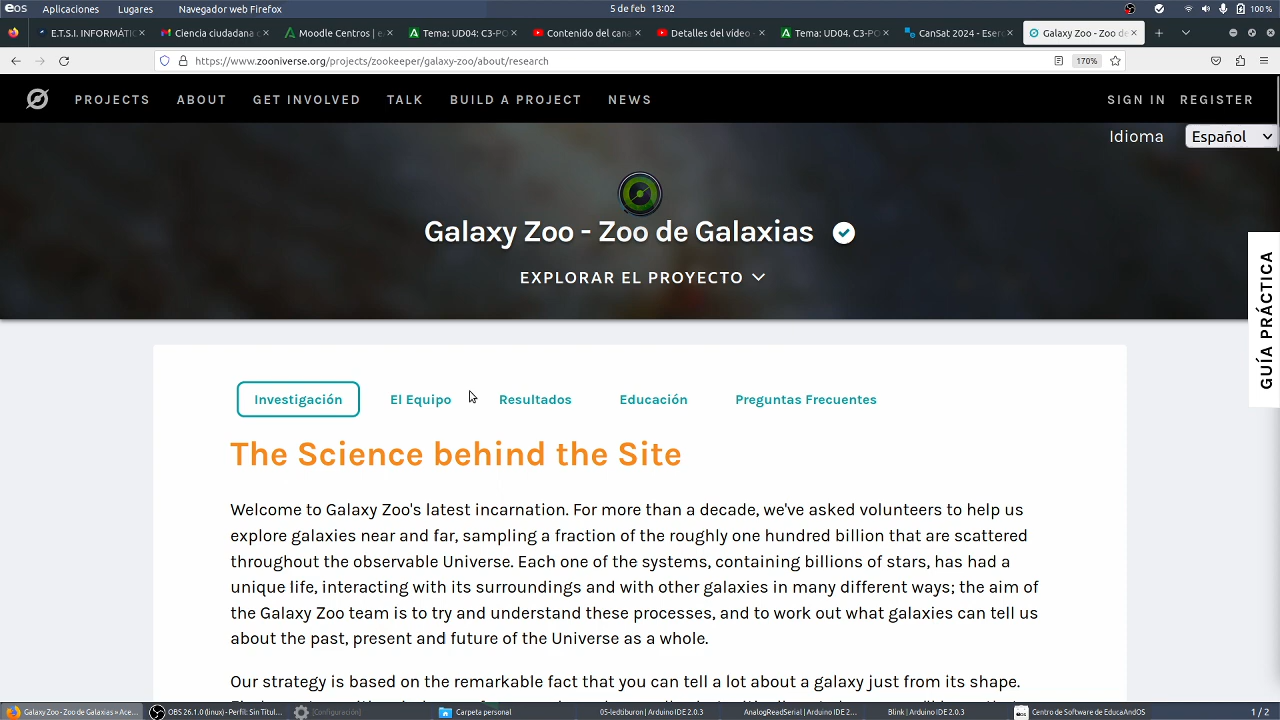 eos Aplicaciones Lugares Navegador web Firefox 5 de feb 13:02 100 %
E.T.S.I. INFORMÁTI Ciencia ciudadana c Moodle Centros | e Tema: UD04: C3-PO Contenido del cana Detalles del vídeo - Tema: UD04. C3-PO CanSat 2024 - Eserc Galaxy Zoo - Zoo de
https://www.zooniverse.org/projects/zookeeper/galaxy-zoo/about/research 170%
PROJECTS ABOUT GET INVOLVED TALK BUILD A PROJECT NEWS SIGN IN REGISTER
Idioma Español
Galaxy Zoo - Zoo de Galaxias
EXPLORAR EL PROYECTO
GUÍA PRÁCTICA
Investigación El Equipo Resultados Educación Preguntas Frecuentes
The Science behind the Site
Welcome to Galaxy Zoo's latest incarnation. For more than a decade, we've asked volunteers to help us
explore galaxies near and far, sampling a fraction of the roughly one hundred billion that are scattered
throughout the observable Universe. Each one of the systems, containing billions of stars, has had a
unique life, interacting with its surroundings and with other galaxies in many different ways; the aim of
the Galaxy Zoo team is to try and understand these processes, and to work out what galaxies can tell us
about the past, present and future of the Universe as a whole.
Our strategy is based on the remarkable fact that you can tell a lot about a galaxy just from its shape.
Galaxy Zoo - Zoo de Galaxias » Ace... OBS 26.1.0 (linux) - Perfil: Sin Títul... [Configuración] Carpeta personal 05-ledtiburon | Arduino IDE 2.0.3 AnalogReadSerial | Arduino IDE 2.... Blink | Arduino IDE 2.0.3 Centro de Software de EducaAndOS 1 / 2